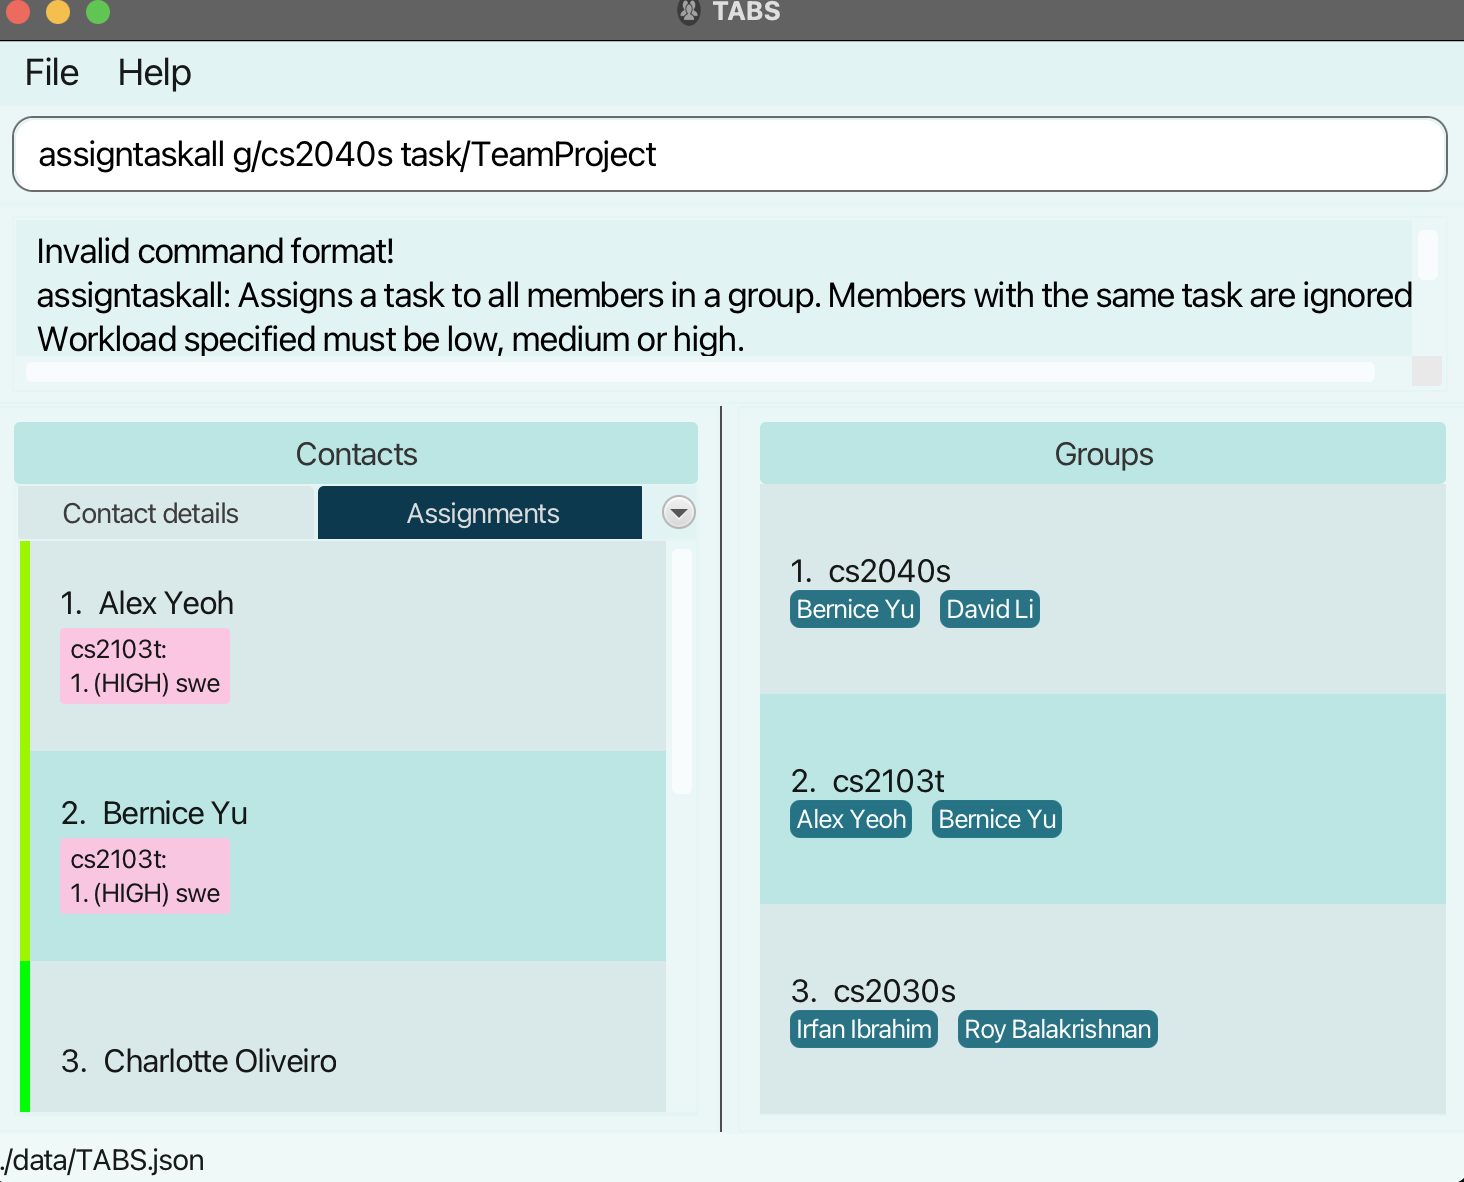 TABS
File Help
assigntaskall g/cs2040s task/TeamProject
Invalid command format!
assigntaskall: Assigns a task to all members in a group. Members with the same task are ignored
Workload specified must be low, medium or high.
Contacts
Contact details Assignments
1. Alex Yeoh
cs2103t:
1. (HIGH) swe
2. Bernice Yu
cs2103t:
1. (HIGH) swe
3. Charlotte Oliveiro
Groups
1. cs2040s
Bernice Yu David Li
2. cs2103t
Alex Yeoh Bernice Yu
3. cs2030s
Irfan Ibrahim Roy Balakrishnan
./data/TABS.json